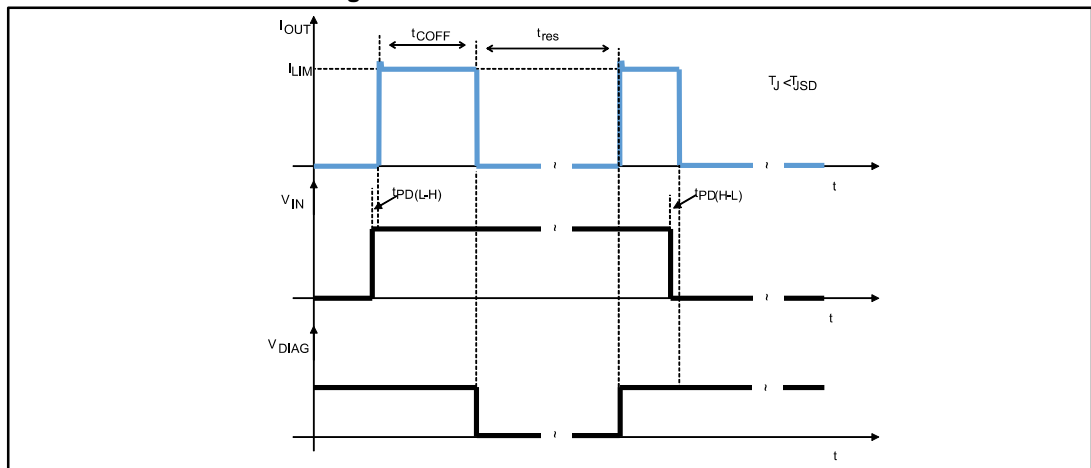 g
IOUT
tCOFF
tres
ILIM
TJ <TJSD
~
~
t
tPD(L-H)
tPD(H-L)
VIN
~
~
t
VDIAG
~
~
t